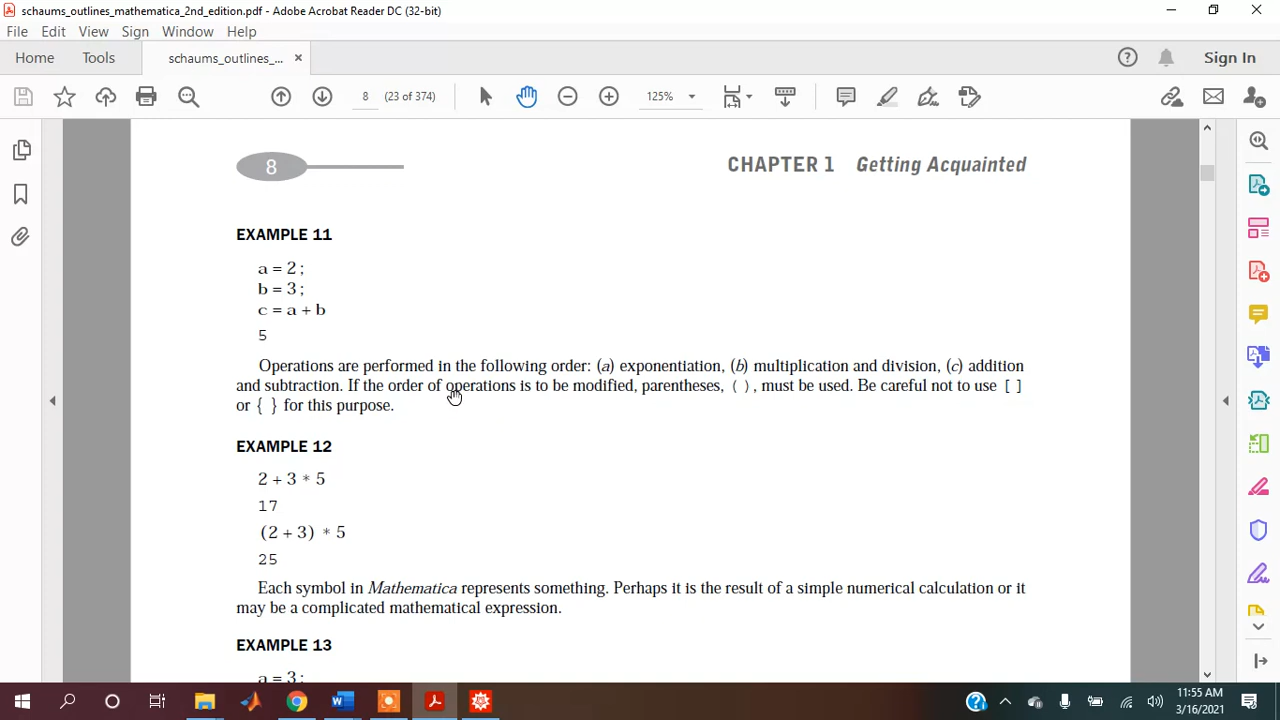 schaums_outlines_mathematica_2nd_edition.pdf - Adobe Acrobat Reader DC (32-bit)
File Edit View Sign Window Help
Home Tools schaums_outlines_... ×
Sign In
8 (23 of 374) 125%
8 CHAPTER 1 Getting Acquainted
EXAMPLE 11
a = 2 ;
b = 3 ;
c = a + b
5
Operations are performed in the following order: (a) exponentiation, (b) multiplication and division, (c) addition
and subtraction. If the order of operations is to be modified, parentheses, ( ), must be used. Be careful not to use [ ]
or { } for this purpose.
EXAMPLE 12
2 + 3 * 5
17
(2 + 3) * 5
25
Each symbol in Mathematica represents something. Perhaps it is the result of a simple numerical calculation or it
may be a complicated mathematical expression.
EXAMPLE 13
a = 3 ;
11:55 AM
3/16/2021